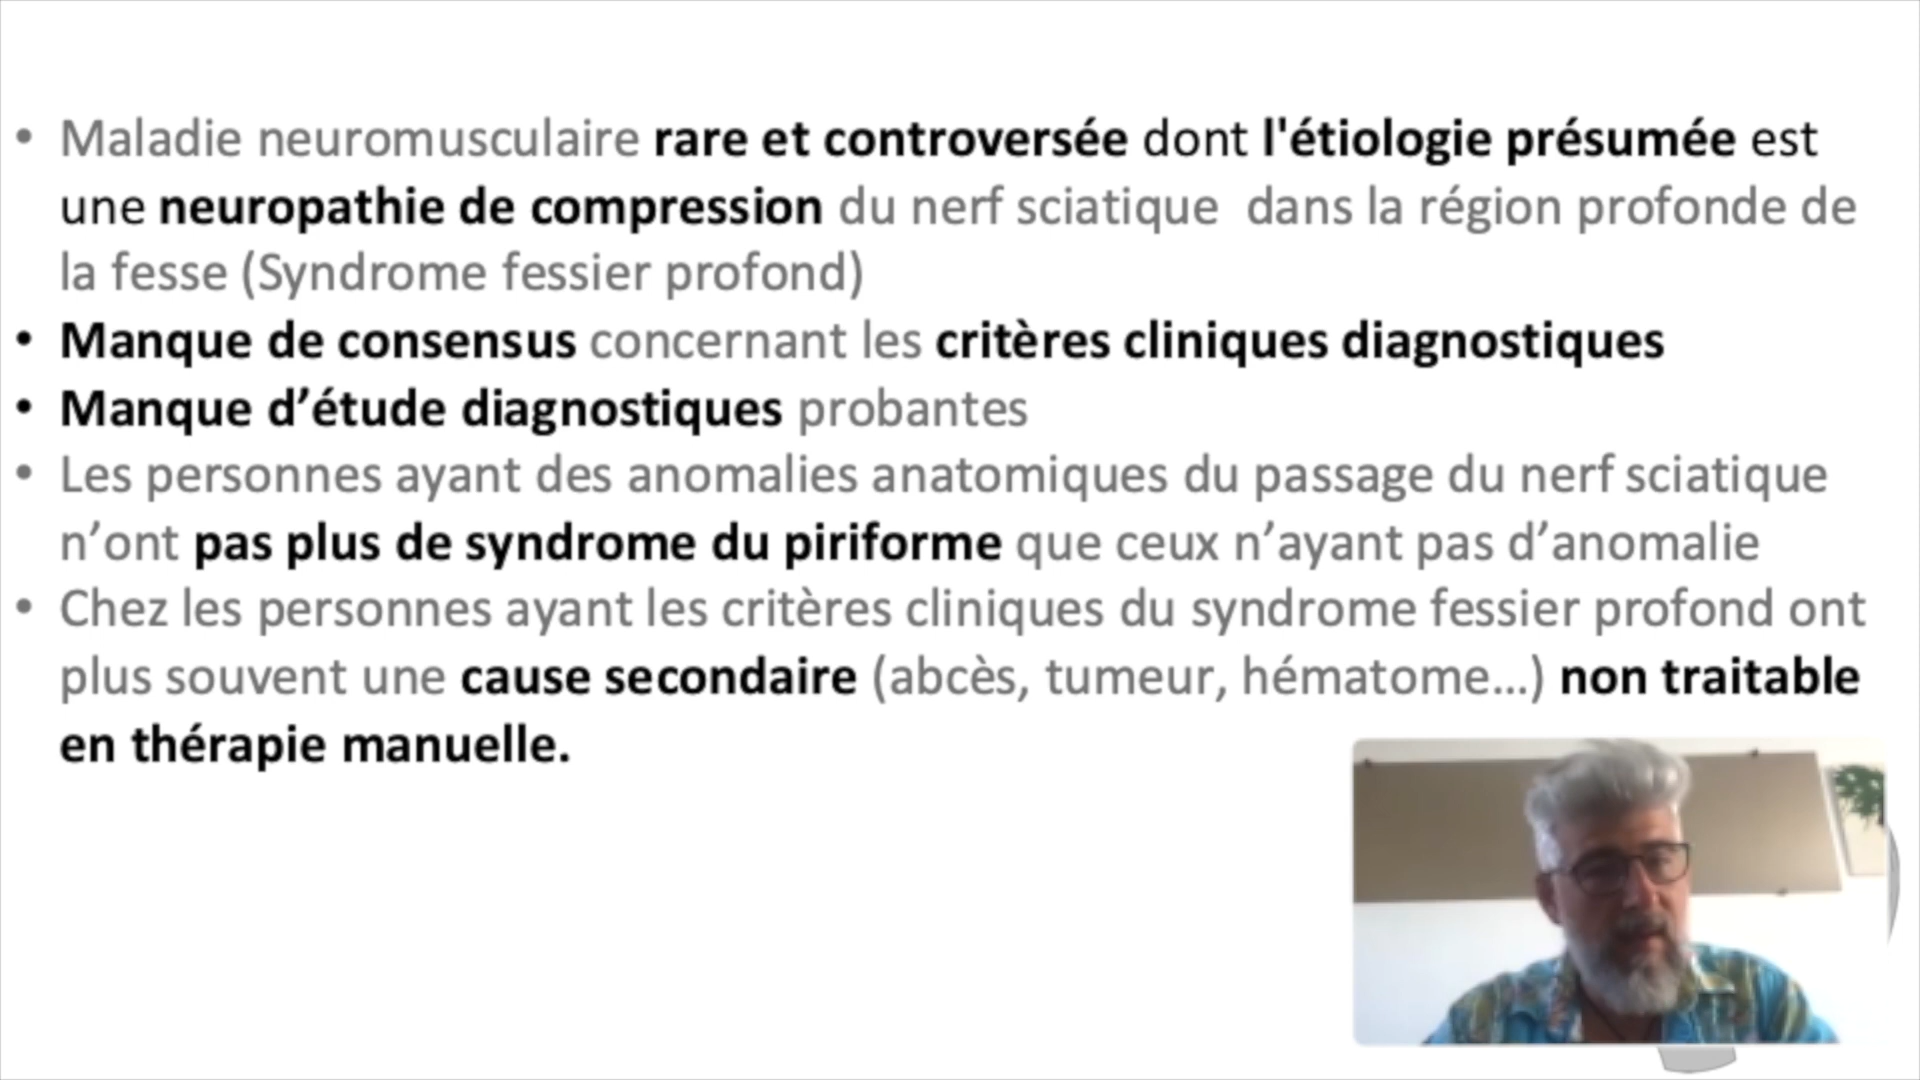 • Maladie neuromusculaire rare et controversée dont l'étiologie présumée est
une neuropathie de compression du nerf sciatique dans la région profonde de
la fesse (Syndrome fessier profond)
• Manque de consensus concernant les critères cliniques diagnostiques
• Manque d’étude diagnostiques probantes
• Les personnes ayant des anomalies anatomiques du passage du nerf sciatique
n’ont pas plus de syndrome du piriforme que ceux n’ayant pas d’anomalie
• Chez les personnes ayant les critères cliniques du syndrome fessier profond ont
plus souvent une cause secondaire (abcès, tumeur, hématome...) non traitable
en thérapie manuelle.